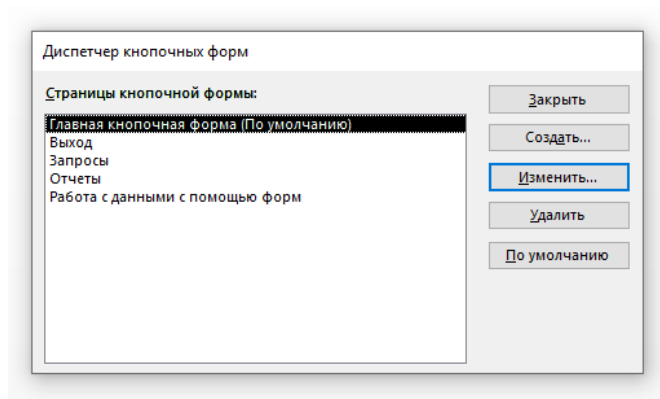 Диспетчер кнопочных форм
Страницы кнопочной формы:
Главная кнопочная форма (По умолчанию)
Выход
Запросы
Отчеты
Работа с данными с помощью форм
Закрыть
Создать...
Изменить...
Удалить
По умолчанию